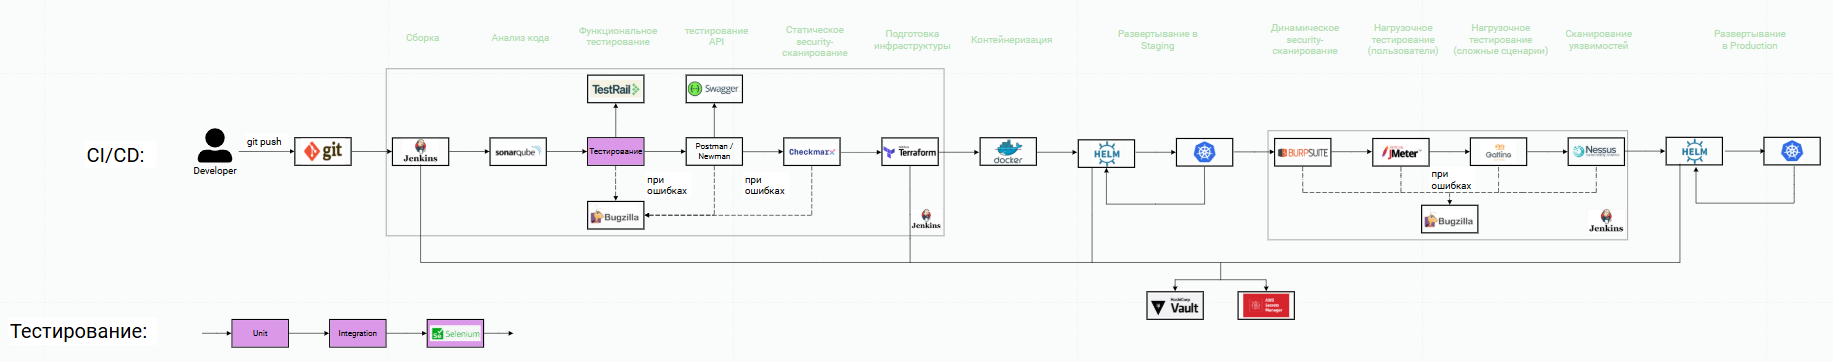 Сборка
Анализ кода
Функциональное
тестирование
тестирование
API
Статическое
security-
сканирование
Подготовка
инфраструктуры
Контейнеризация
Развертывание в
Staging
Динамическое
security-
сканирование
Нагрузочное
тестирование
(пользователи)
Нагрузочное
тестирование
(сложные сценарии)
Сканирование
уязвимостей
Развертывание
в Production
TestRail
Swagger
CI/CD:
Developer
git push
git
Jenkins
sonarqube
Тестирование
Postman /
Newman
Checkmarx
Terraform
docker
HELM
BURPSUITE
JMeter
Gatling
Nessus
HELM
при
ошибках
при
ошибках
при
ошибках
Bugzilla
Jenkins
Bugzilla
Jenkins
HashiCorp
Vault
AWS
Secrets
Manager
Тестирование:
Unit
Integration
Se Selenium